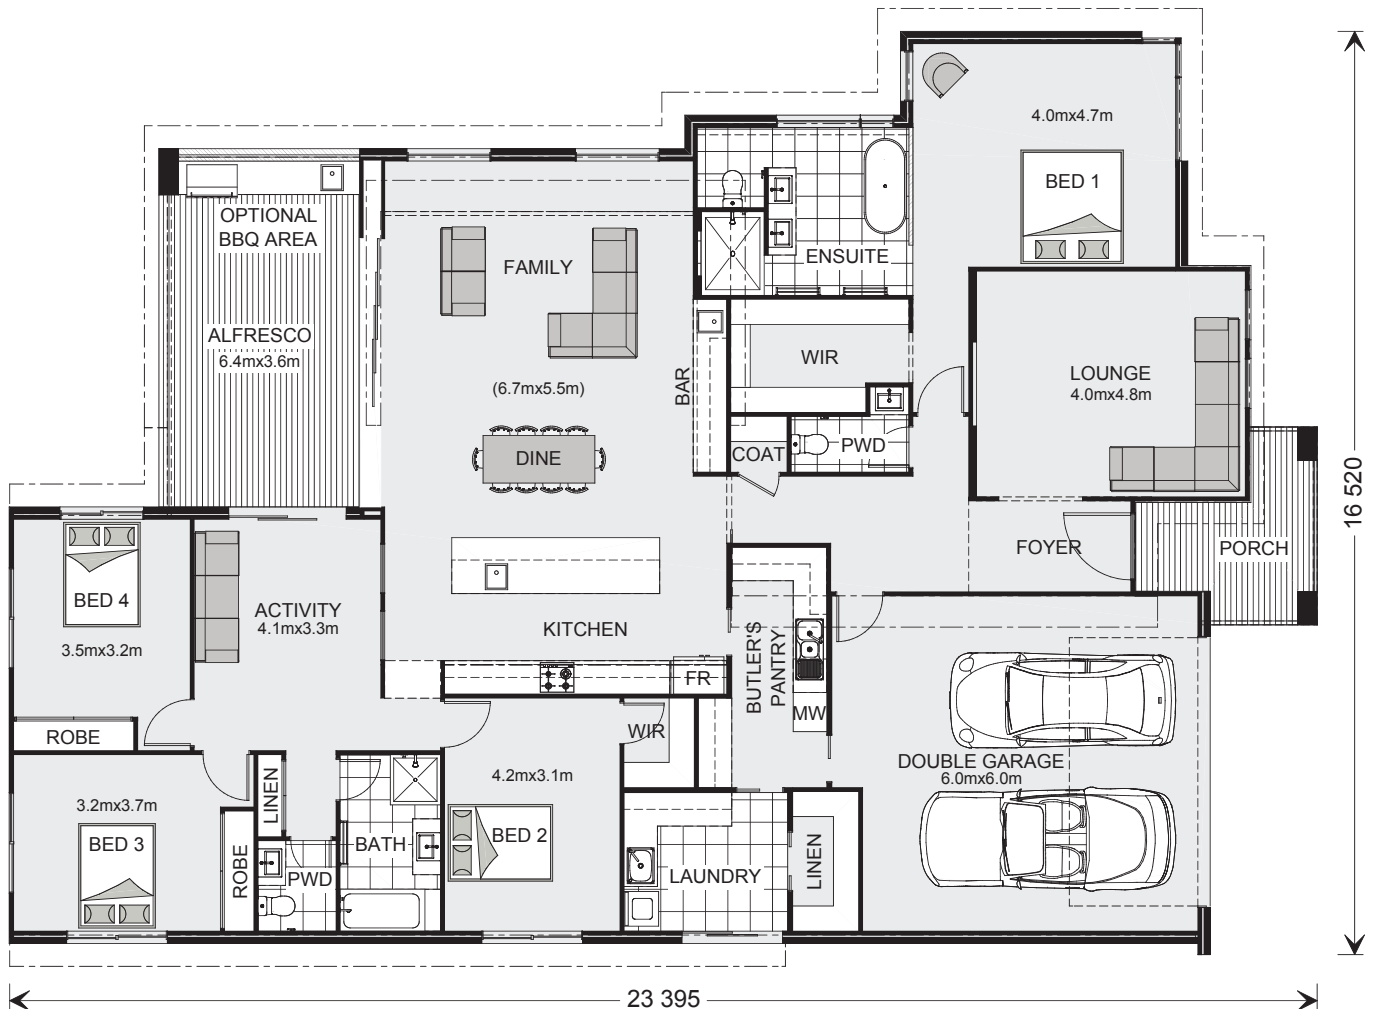 4.0mx4.7m
BED 1
OPTIONAL
BBQ AREA
FAMILY
ENSUITE
ALFRESCO
6.4mx3.6m
WIR
LOUNGE
4.0mx4.8m
(6.7mx5.5m)
BAR
DINE
COAT
PWD
16 520
FOYER
PORCH
BED 4
3.5mx3.2m
ACTIVITY
4.1mx3.3m
KITCHEN
BUTLER'S
PANTRY
FR
MW
ROBE
WIR
DOUBLE GARAGE
6.0mx6.0m
3.2mx3.7m
BED 3
ROBE
LINEN
PWD
BATH
4.2mx3.1m
BED 2
LAUNDRY
LINEN
23 395